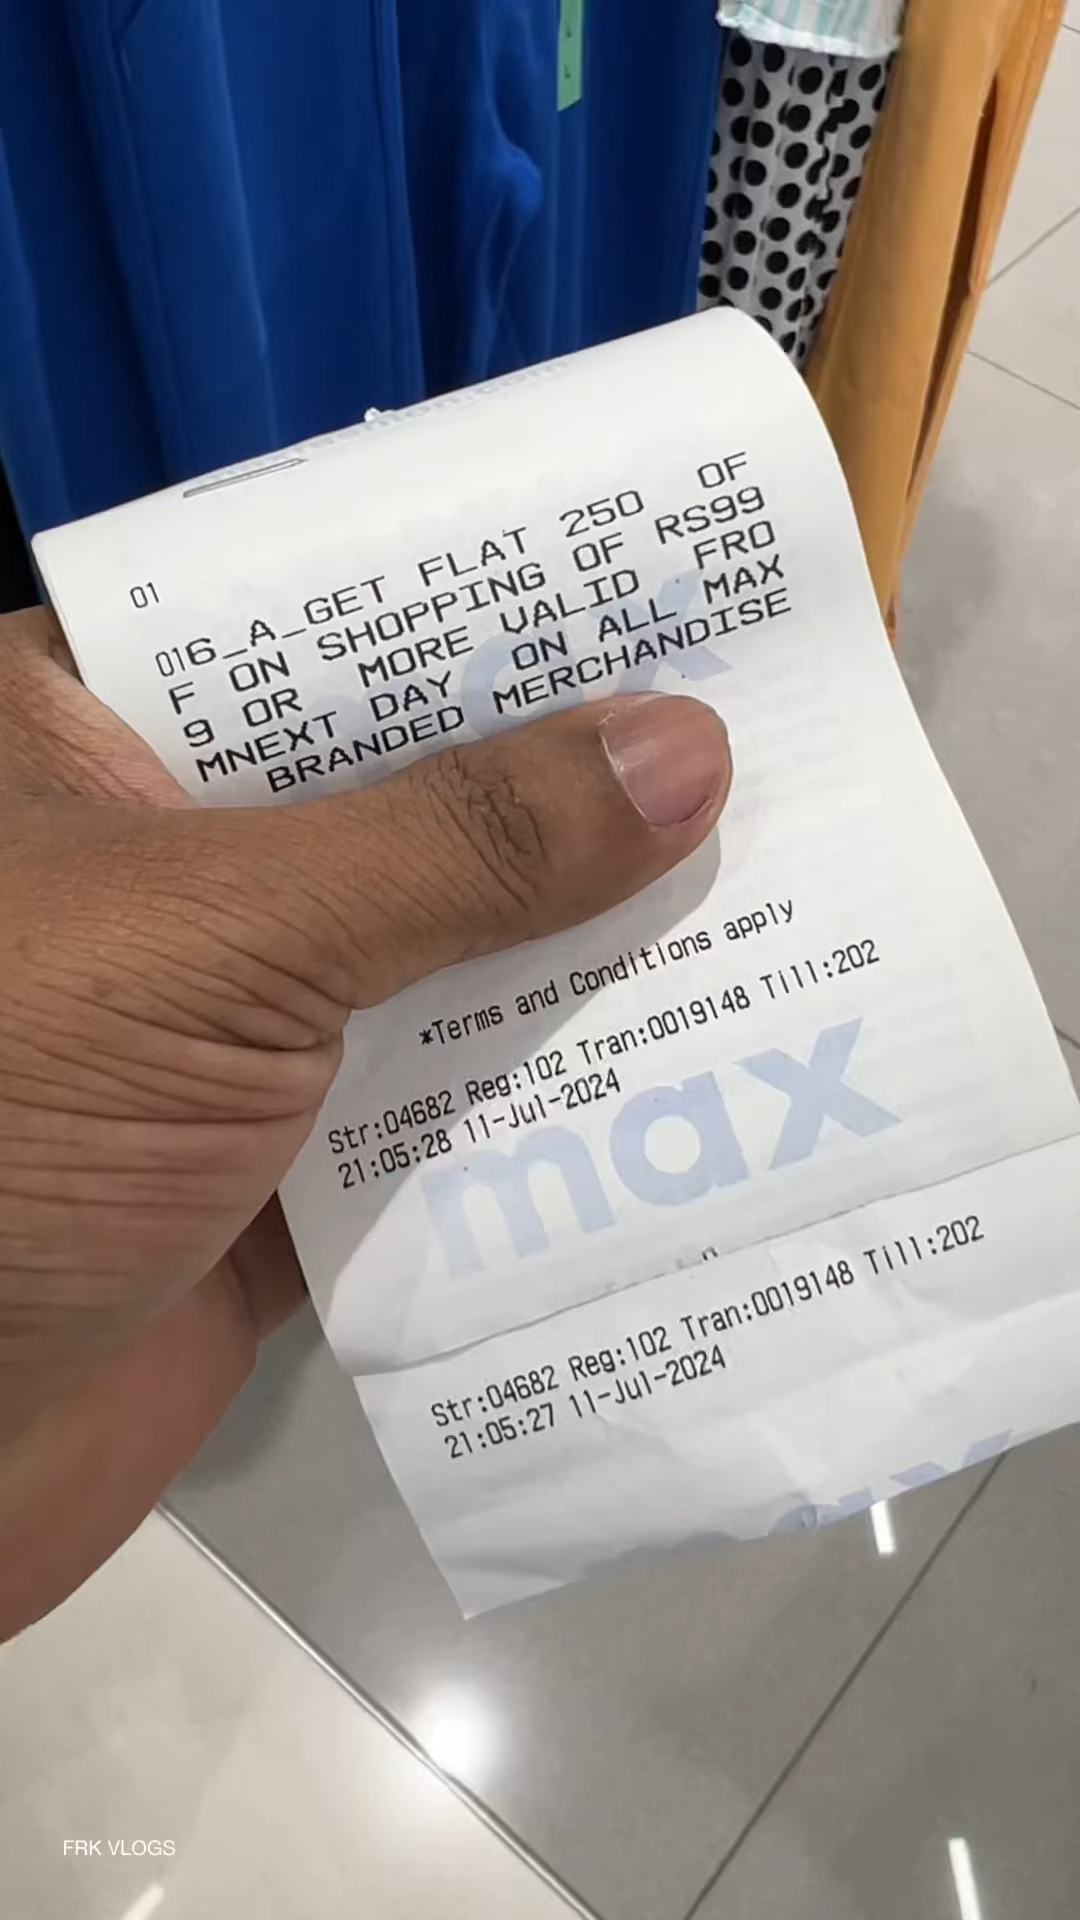 01
016_A_GET FLAT 250 OF
F ON SHOPPING OF RS99
9 OR MORE VALID FRO
MNEXT DAY ON ALL MAX
BRANDED MERCHANDISE
max
*Terms and Conditions apply
Str:04682 Reg:102 Tran:0019148 Till:202
21:05:28 11-Jul-2024
max
Str:04682 Reg:102 Tran:0019148 Till:202
21:05:27 11-Jul-2024
FRK VLOGS